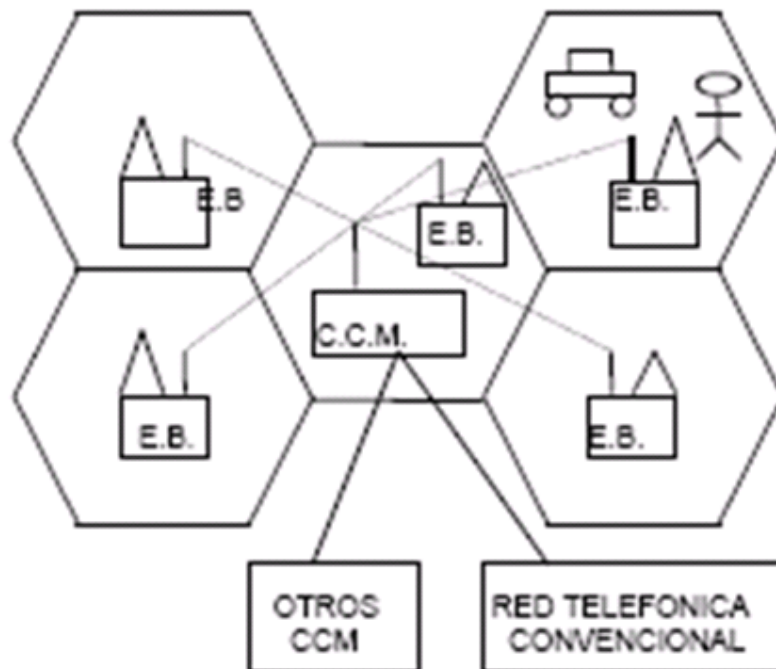 E.B
E.B.
E.B.
C.C.M.
E.B.
E.B.
OTROS
CCM
RED TELEFONICA
CONVENCIONAL